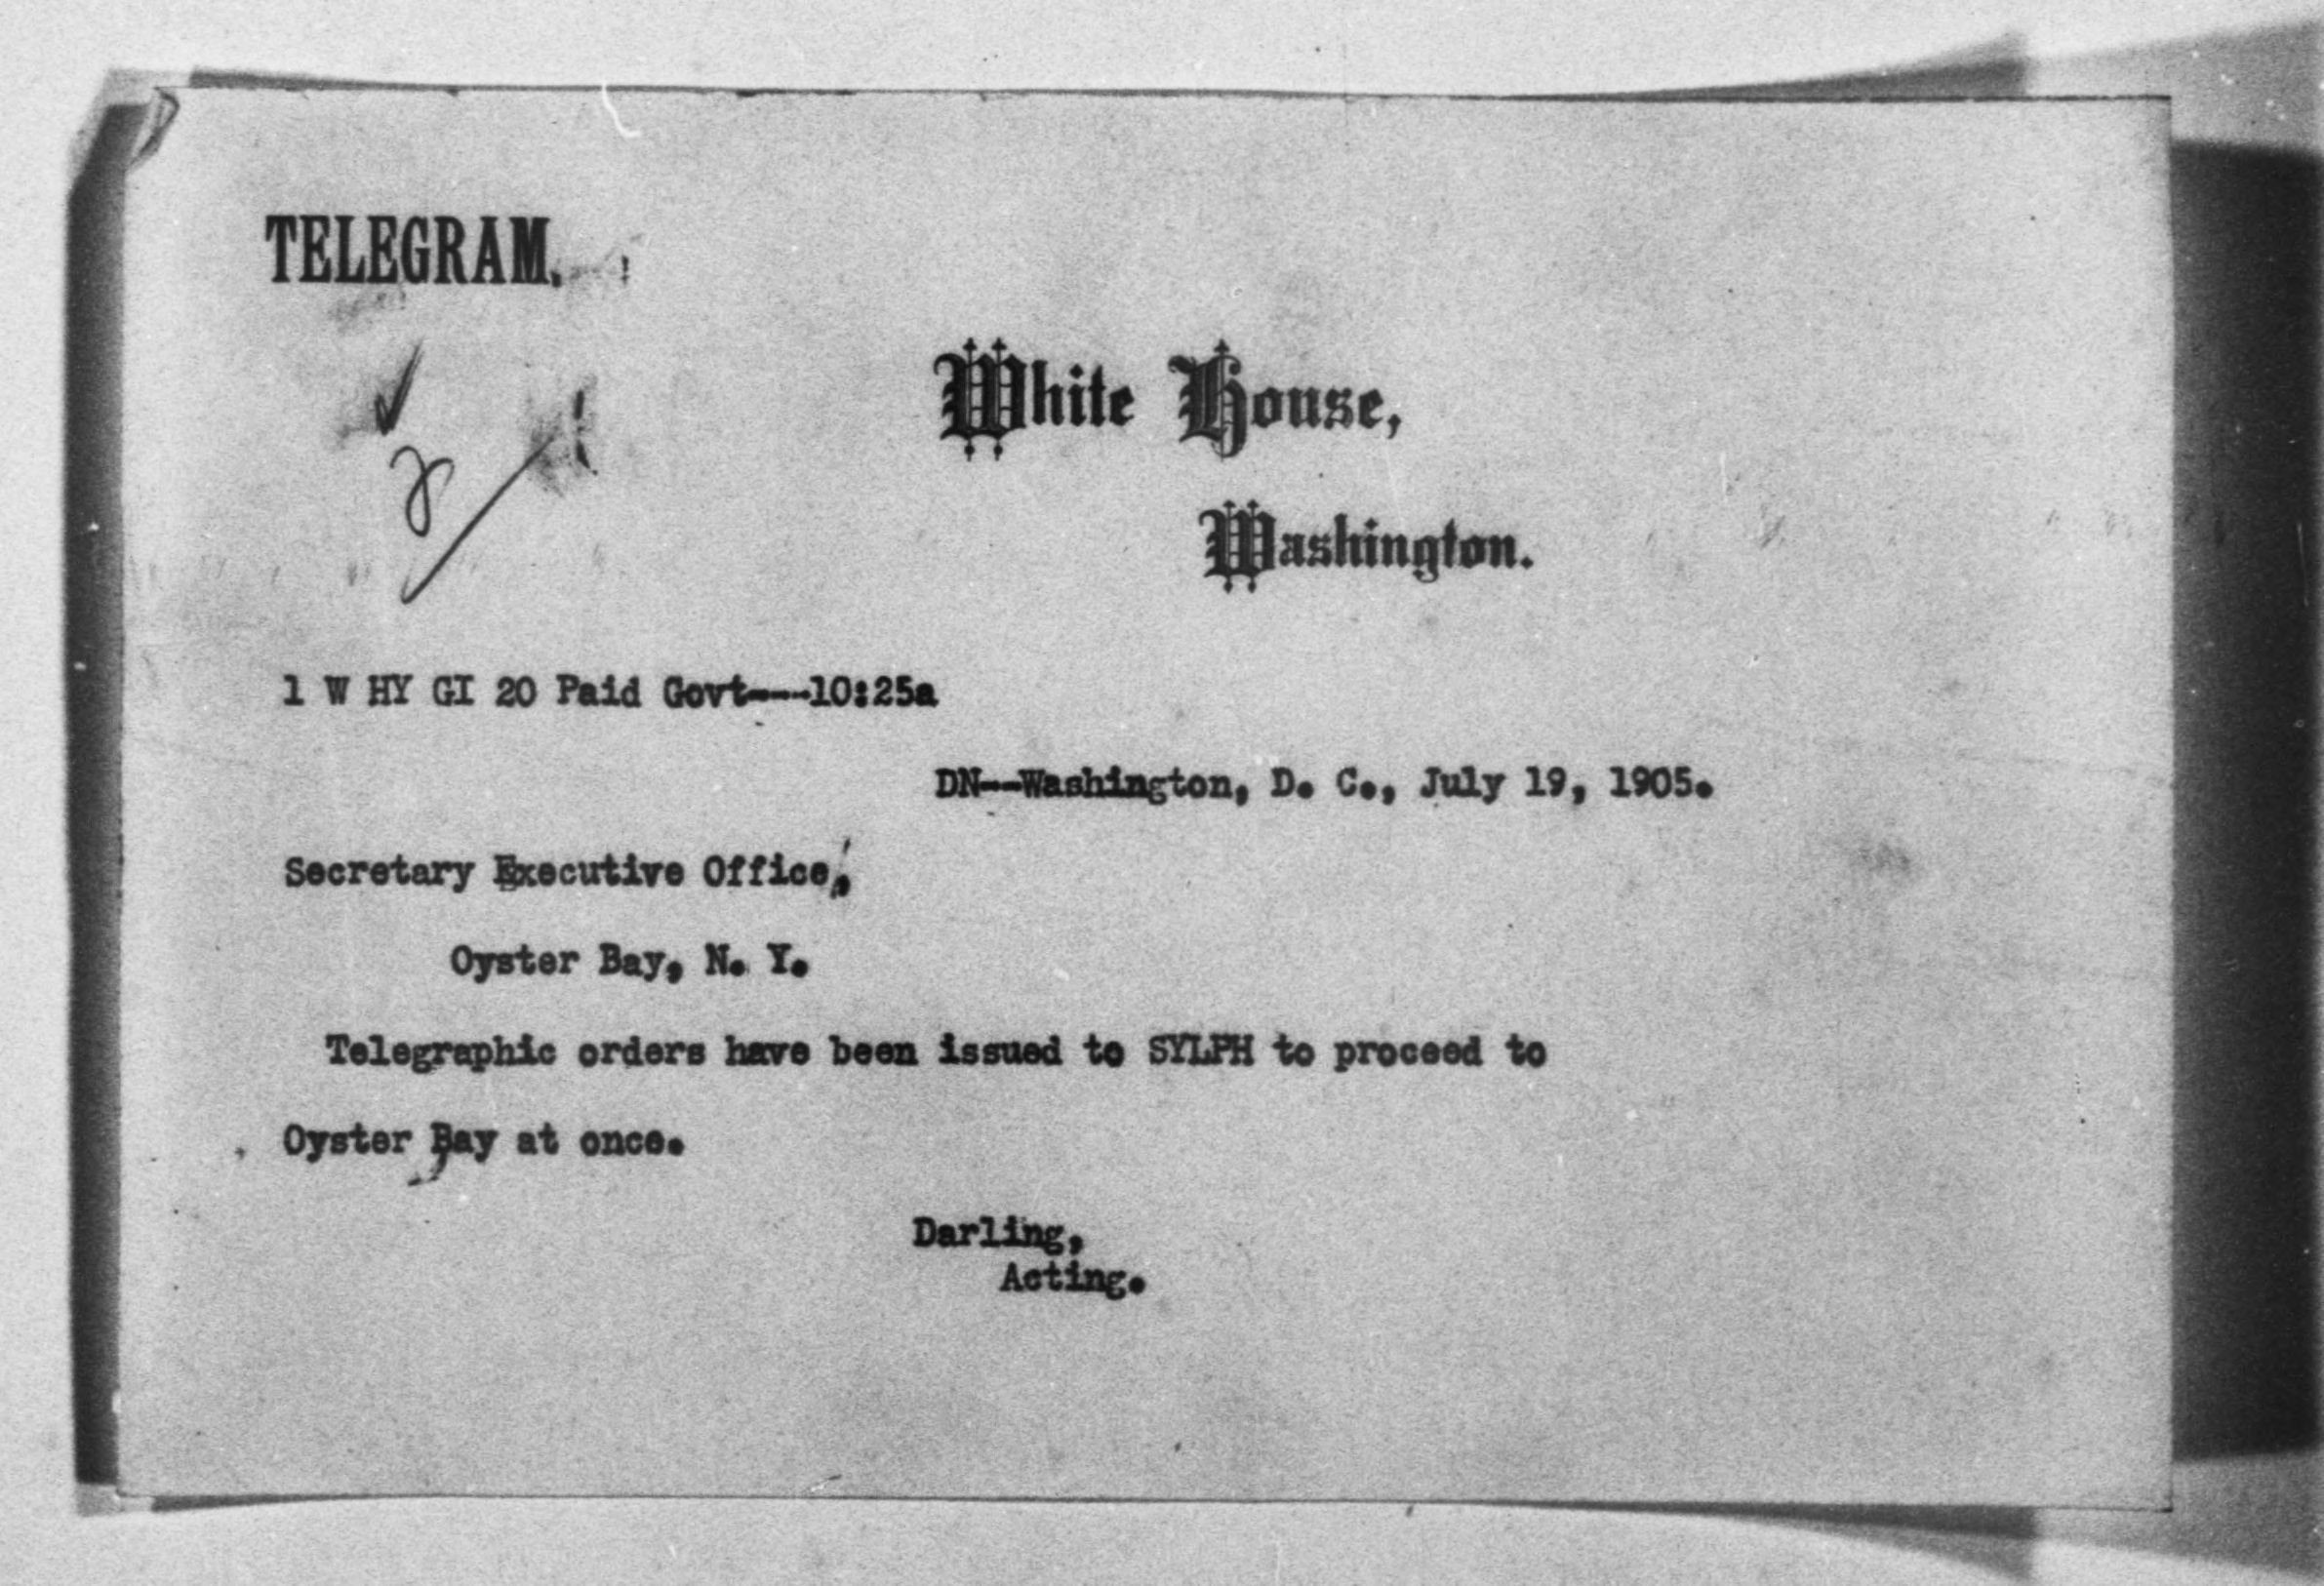 TELEGRAM.
White House,
Washington.
1 W HY GI 20 Paid Govt---10:25a
DN--Washington, D. C., July 19, 1905.
Secretary Executive Office,
Oyster Bay, N. Y.
Telegraphic orders have been issued to SYLPH to proceed to
Oyster Bay at once.
Darling,
Acting.